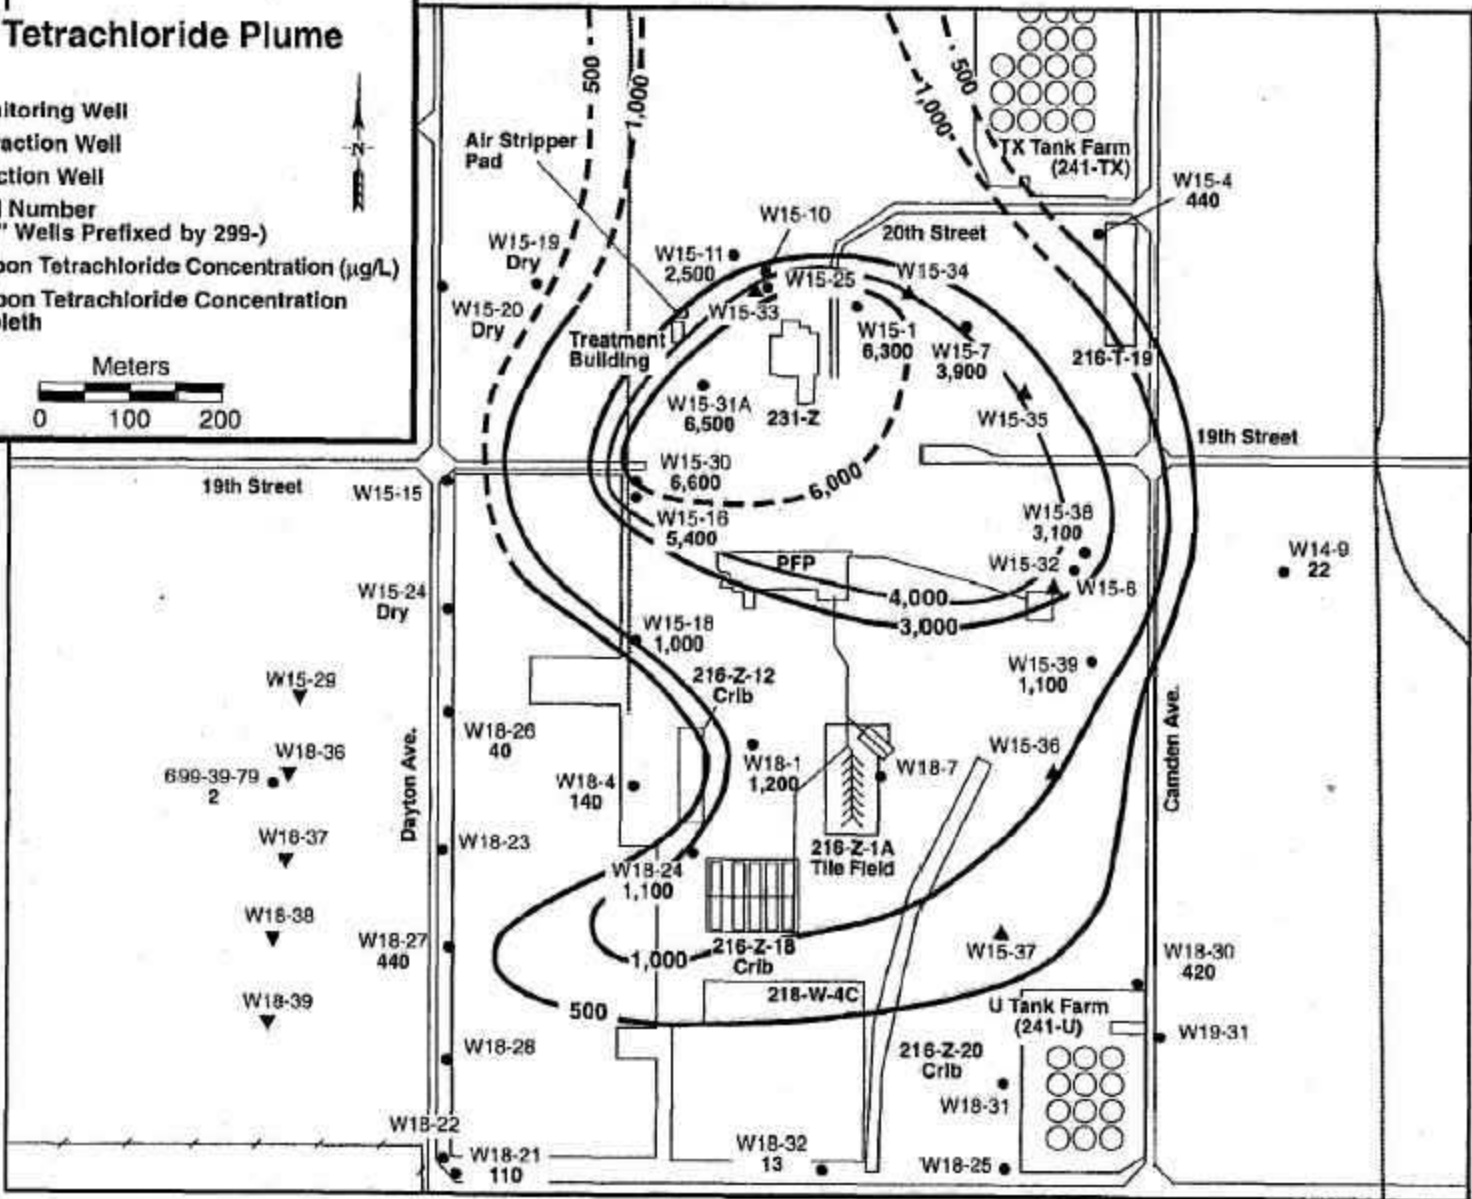 Tetrachloride Plume
itoring Well
raction Well
ction Well
l Number
" Wells Prefixed by 299-)
bon Tetrachloride Concentration (µg/L)
bon Tetrachloride Concentration
leth
N
Meters
0 100 200
500
1,000
1,000
500
Air Stripper
Pad
TX Tank Farm
(241-TX)
W15-4
440
W15-10
20th Street
W15-19
Dry
W15-11
2,500
W15-25
W15-34
W15-20
Dry
W15-33
W15-1
6,300
W15-7
3,900
216-T-19
Treatment
Building
W15-31A
6,500
231-Z
W15-35
19th Street
19th Street
W15-15
W15-30
6,600
6,000
W15-16
5,400
W15-38
3,100
W14-9
22
PFP
W15-32
W15-24
Dry
4,000
W15-6
3,000
W15-18
1,000
W15-39
1,100
W15-29
216-Z-12
Crib
W18-26
40
W18-36
699-39-79
2
W18-1
1,200
W18-7
W15-36
W18-4
140
Dayton Ave.
Camden Ave.
W18-37
W18-23
216-Z-1A
Tile Field
W18-24
1,100
W18-38
W18-27
440
216-Z-18
Crib
1,000
W15-37
W18-30
420
W18-39
500
218-W-4C
U Tank Farm
(241-U)
W19-31
W18-28
216-Z-20
Crib
W18-31
W18-22
W18-21
110
W18-32
13
W18-25